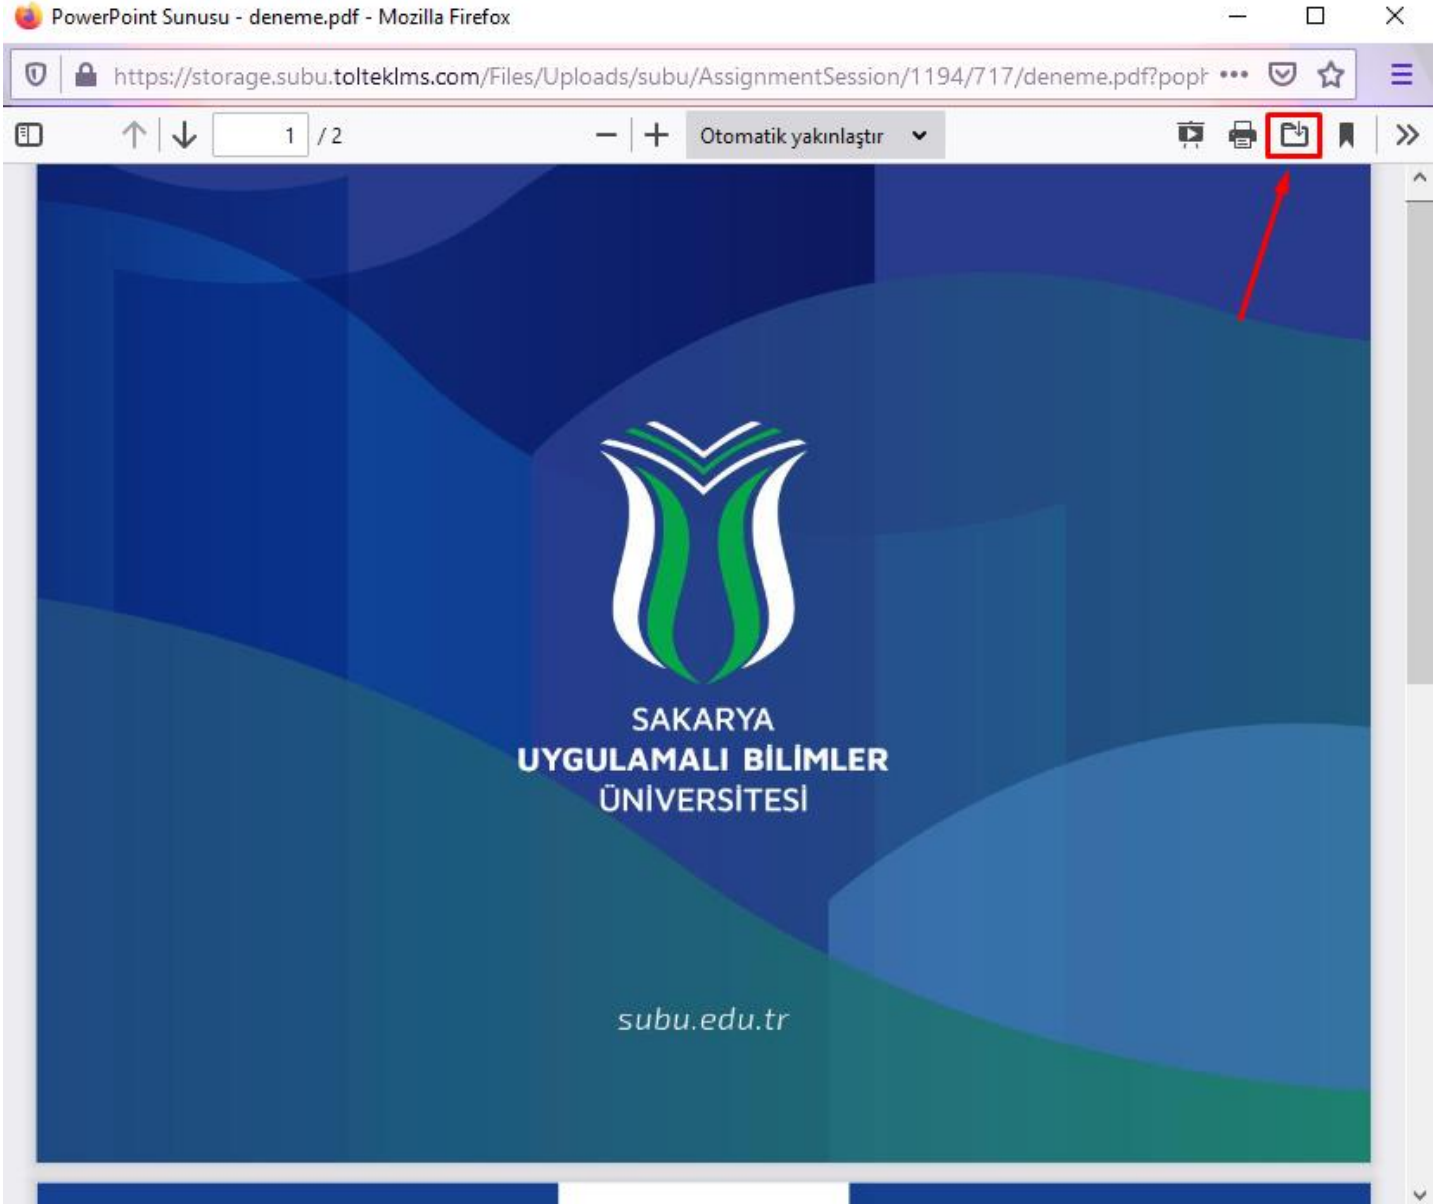 PowerPoint Sunusu - deneme.pdf - Mozilla Firefox
https://storage.subu.tolteklms.com/Files/Uploads/subu/AssignmentSession/1194/717/deneme.pdf?
1 / 2
Otomatik yakınlaştır
SAKARYA
UYGULAMALI BİLİMLER
ÜNİVERSİTESİ
subu.edu.tr